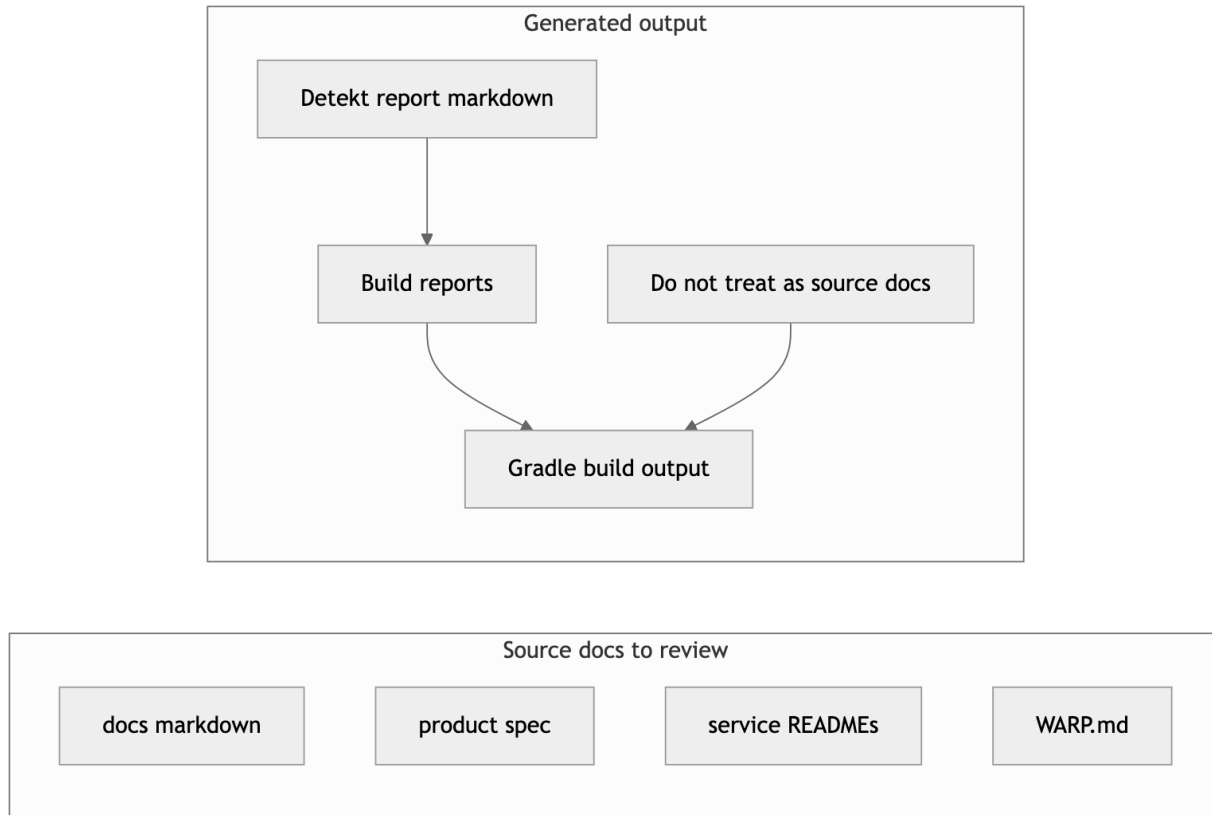 Generated output
Detekt report markdown
Build reports
Do not treat as source docs
Gradle build output
Source docs to review
docs markdown
product spec
service READMEs
WARP.md